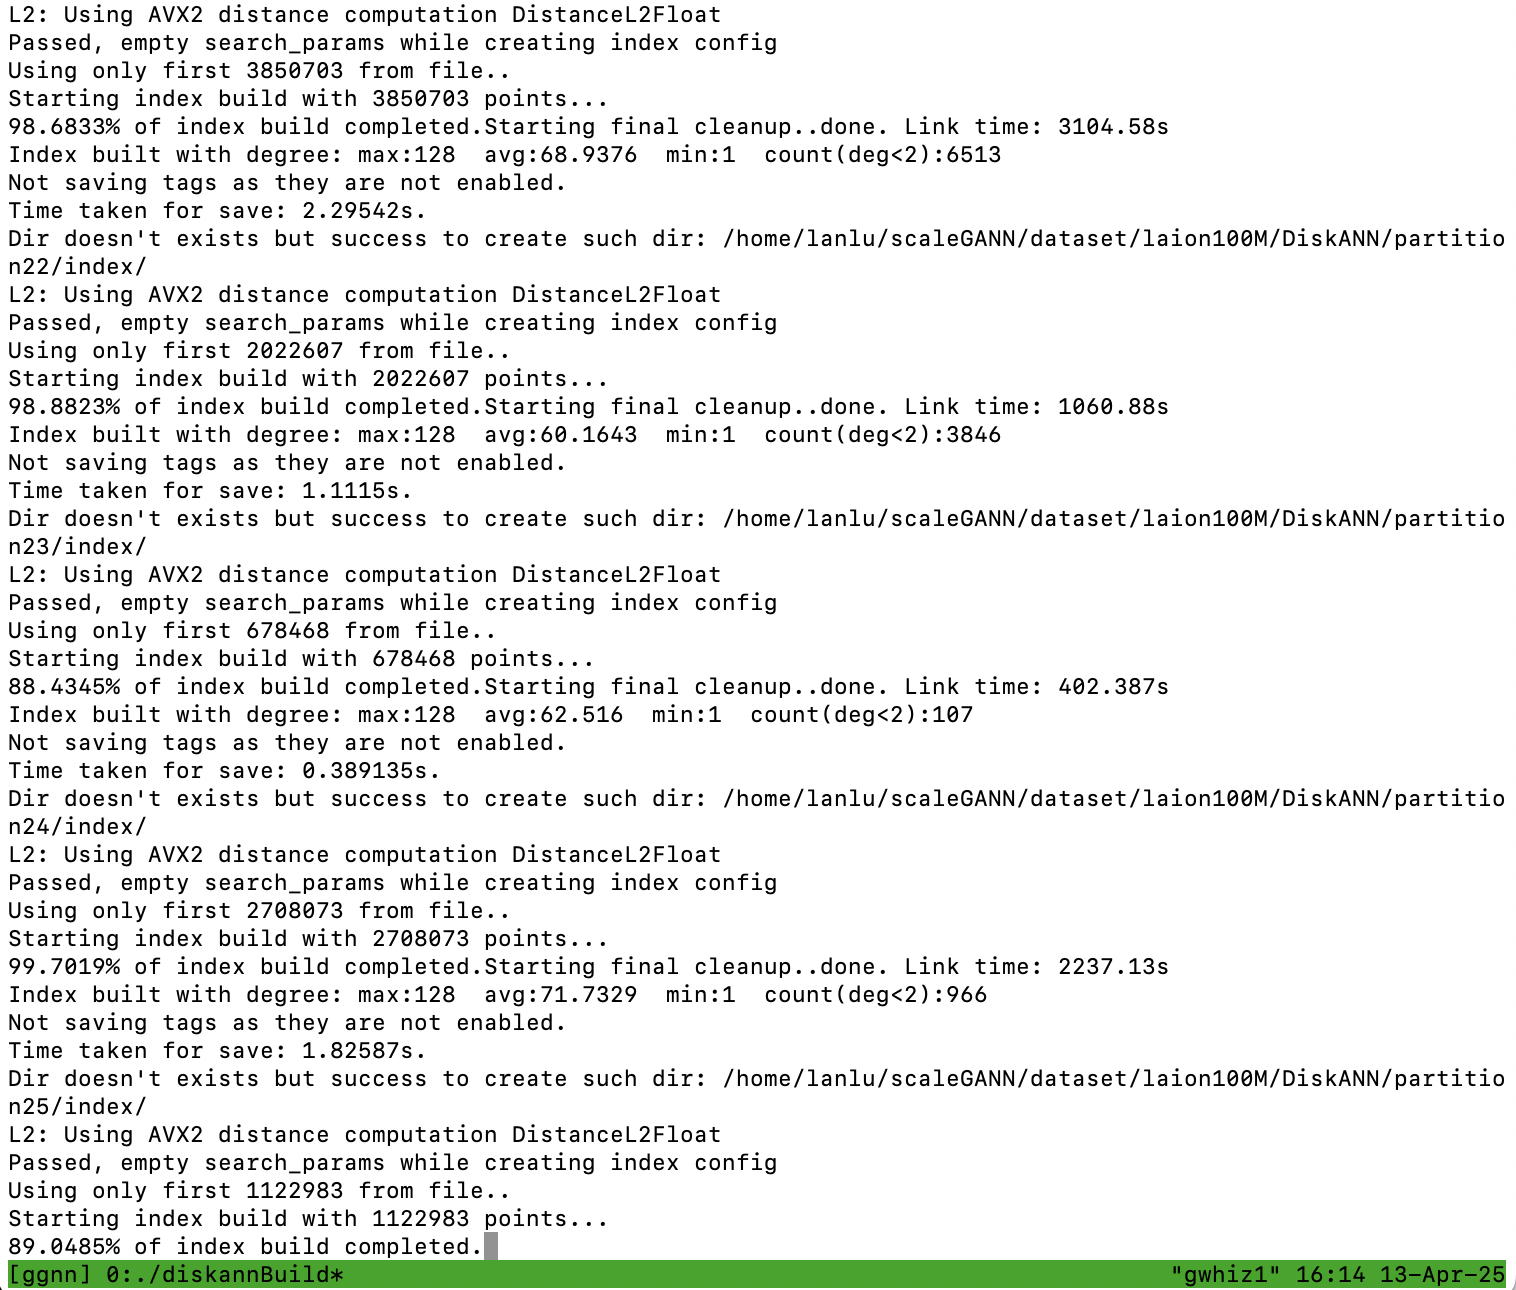 L2: Using AVX2 distance computation DistanceL2Float
Passed, empty search_params while creating index config
Using only first 3850703 from file..
Starting index build with 3850703 points...
98.6833% of index build completed.Starting final cleanup..done. Link time: 3104.58s
Index built with degree: max:128  avg:68.9376  min:1  count(deg<2):6513
Not saving tags as they are not enabled.
Time taken for save: 2.29542s.
Dir doesn't exists but success to create such dir: /home/lanlu/scaleGANN/dataset/laion100M/DiskANN/partitio
n22/index/
L2: Using AVX2 distance computation DistanceL2Float
Passed, empty search_params while creating index config
Using only first 2022607 from file..
Starting index build with 2022607 points...
98.8823% of index build completed.Starting final cleanup..done. Link time: 1060.88s
Index built with degree: max:128  avg:60.1643  min:1  count(deg<2):3846
Not saving tags as they are not enabled.
Time taken for save: 1.1115s.
Dir doesn't exists but success to create such dir: /home/lanlu/scaleGANN/dataset/laion100M/DiskANN/partitio
n23/index/
L2: Using AVX2 distance computation DistanceL2Float
Passed, empty search_params while creating index config
Using only first 678468 from file..
Starting index build with 678468 points...
88.4345% of index build completed.Starting final cleanup..done. Link time: 402.387s
Index built with degree: max:128  avg:62.516  min:1  count(deg<2):107
Not saving tags as they are not enabled.
Time taken for save: 0.389135s.
Dir doesn't exists but success to create such dir: /home/lanlu/scaleGANN/dataset/laion100M/DiskANN/partitio
n24/index/
L2: Using AVX2 distance computation DistanceL2Float
Passed, empty search_params while creating index config
Using only first 2708073 from file..
Starting index build with 2708073 points...
99.7019% of index build completed.Starting final cleanup..done. Link time: 2237.13s
Index built with degree: max:128  avg:71.7329  min:1  count(deg<2):966
Not saving tags as they are not enabled.
Time taken for save: 1.82587s.
Dir doesn't exists but success to create such dir: /home/lanlu/scaleGANN/dataset/laion100M/DiskANN/partitio
n25/index/
L2: Using AVX2 distance computation DistanceL2Float
Passed, empty search_params while creating index config
Using only first 1122983 from file..
Starting index build with 1122983 points...
89.0485% of index build completed.
[ggnn] 0:./diskannBuild* "gwhiz1" 16:14 13-Apr-25